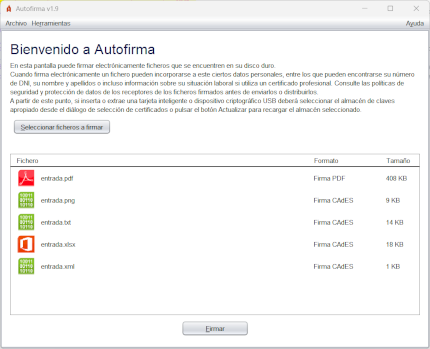 Autofirma v1.9
Archivo Herramientas Ayuda
Bienvenido a Autofirma
En esta pantalla puede firmar electrónicamente ficheros que se encuentren en su disco duro.
Cuando firma electrónicamente un fichero pueden incorporarse a este ciertos datos personales, entre los que pueden encontrarse su número
de DNI, su nombre y apellidos o incluso información sobre su situación laboral si utiliza un certificado profesional. Consulte las políticas de
seguridad y protección de datos de los receptores de los ficheros firmados antes de enviarlos o distribuirlos.
A partir de este punto, si inserta o extrae una tarjeta inteligente o dispositivo criptográfico USB deberá seleccionar el almacén de claves
apropiado desde el diálogo de selección de certificados o pulsar el botón Actualizar para recargar el almacén seleccionado.
Seleccionar ficheros a firmar
Fichero Formato Tamaño
entrada.pdf Firma PDF 408 KB
entrada.png Firma CAdES 9 KB
entrada.txt Firma CAdES 14 KB
entrada.xlsx Firma CAdES 18 KB
entrada.xml Firma CAdES 1 KB
Firmar